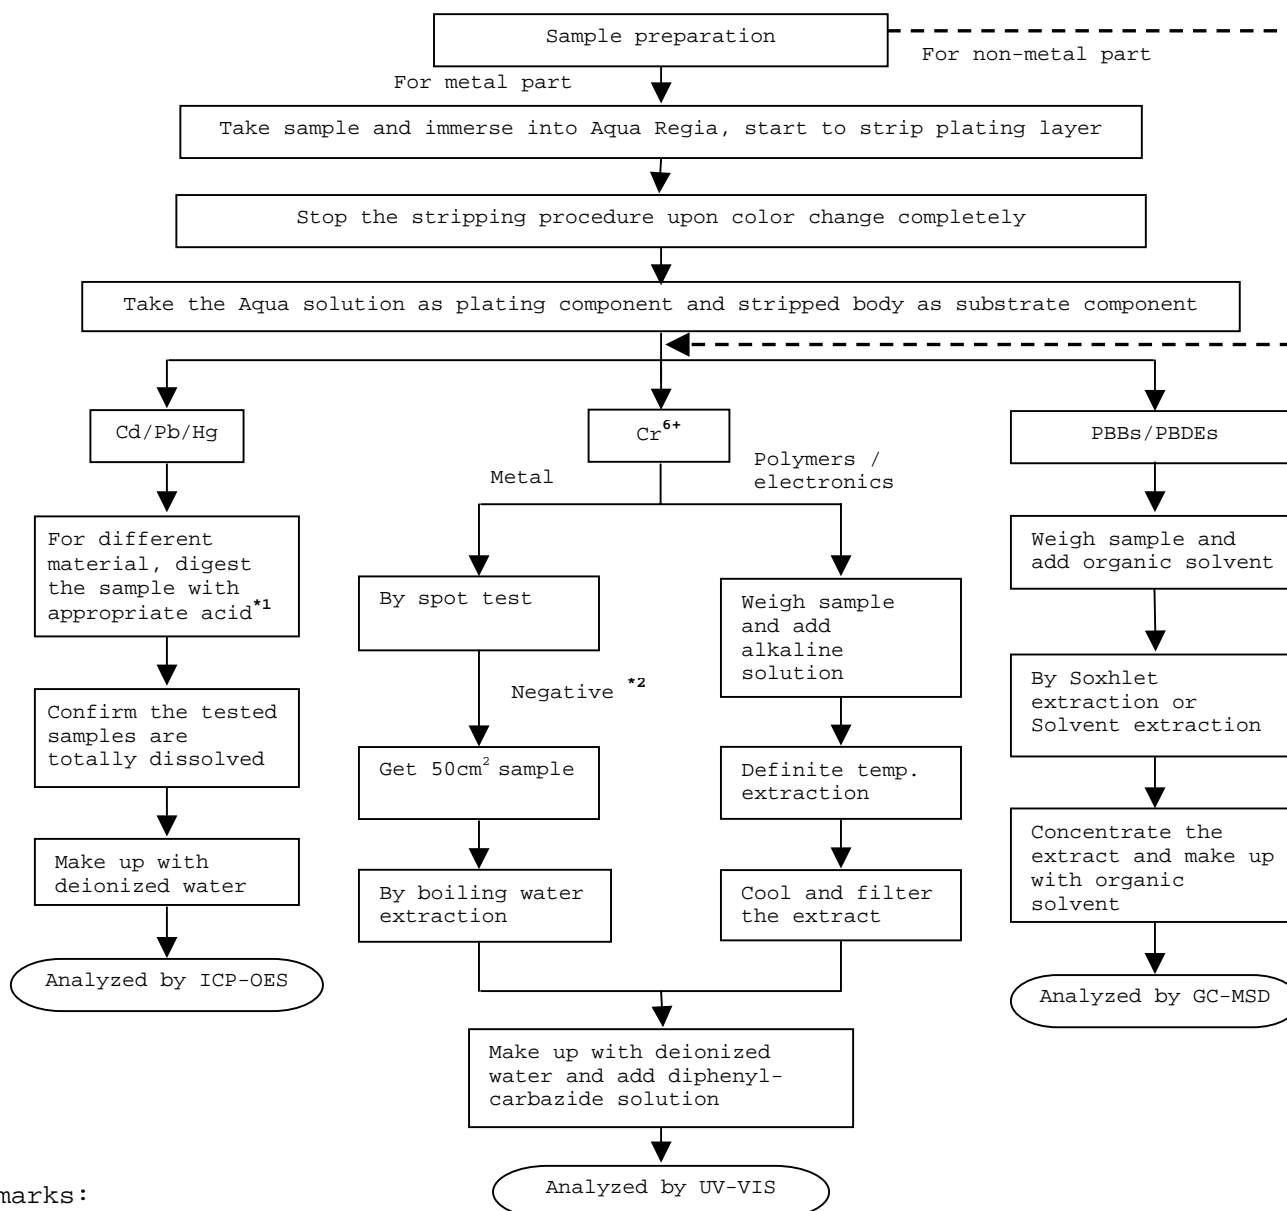 Sample preparation
For non-metal part
For metal part
Take sample and immerse into Aqua Regia, start to strip plating layer
Stop the stripping procedure upon color change completely
Take the Aqua solution as plating component and stripped body as substrate component
Cd/Pb/Hg
Cr6+
PBBs/PBDEs
Metal
Polymers /
electronics
For different
material, digest
the sample with
appropriate acid*1
By spot test
Weigh sample
and add
alkaline
solution
Weigh sample and
add organic solvent
Negative *2
Confirm the tested
samples are
totally dissolved
Get 50cm2 sample
Definite temp.
extraction
By Soxhlet
extraction or
Solvent extraction
Make up with
deionized water
By boiling water
extraction
Cool and filter
the extract
Concentrate the
extract and make up
with organic
solvent
Analyzed by ICP-OES
Analyzed by GC-MSD
Make up with deionized
water and add diphenyl-
carbazide solution
Analyzed by UV-VIS
marks: